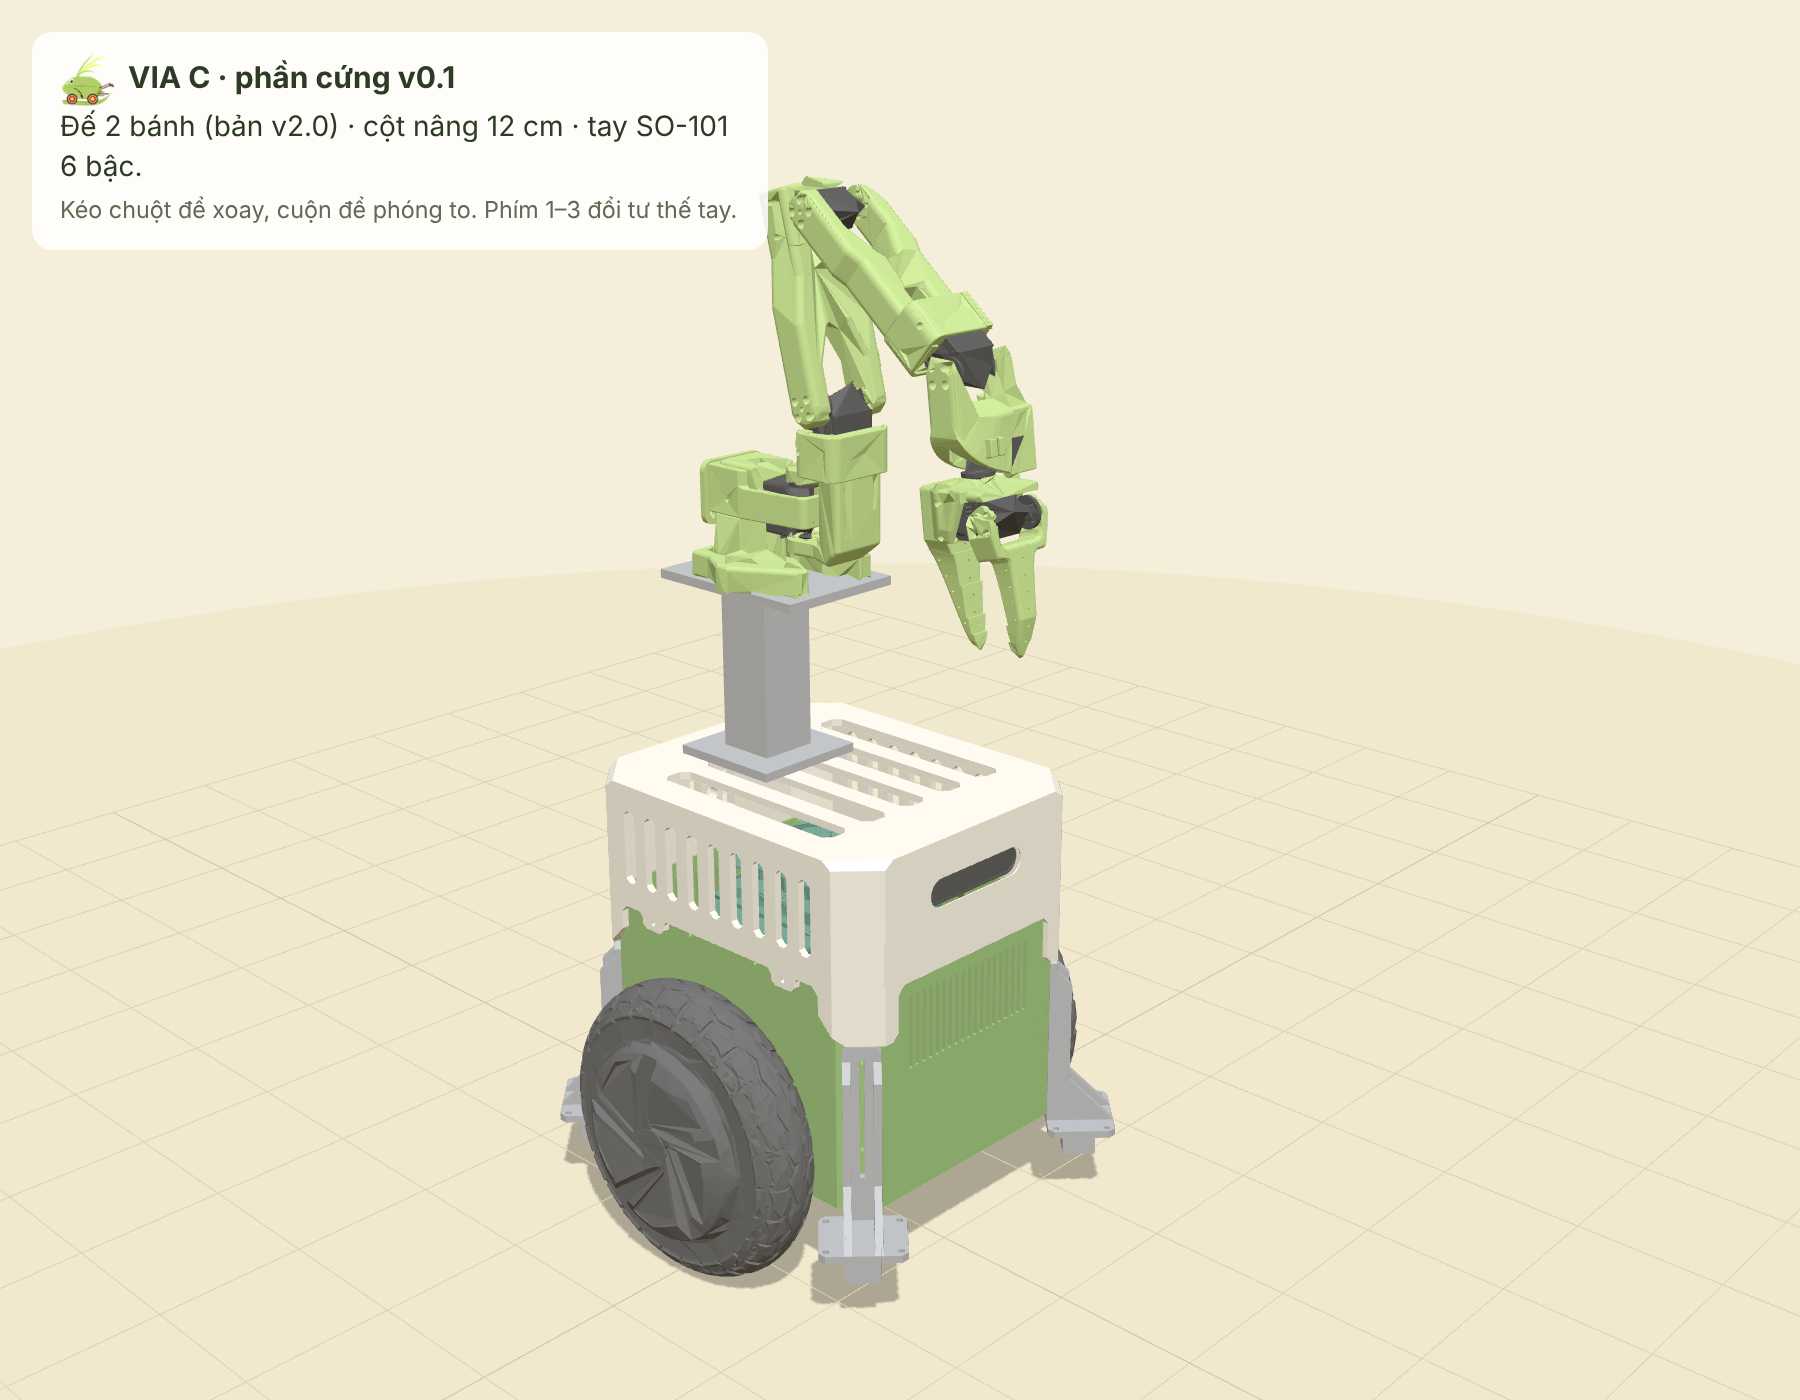 VIA C · phần cứng v0.1
Đế 2 bánh (bản v2.0) · cột nâng 12 cm · tay SO-101
6 bậc.
Kéo chuột để xoay, cuộn để phóng to. Phím 1–3 đổi tư thế tay.